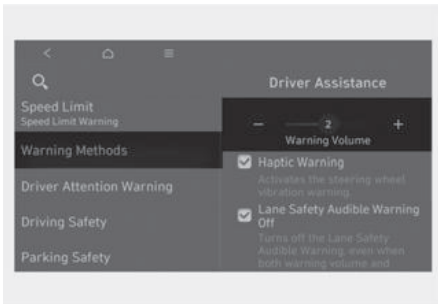 Driver Assistance
Speed Limit
Speed Limit Warning
Warning Methods
Driver Attention Warning
Driving Safety
Parking Safety
− 2 +
Warning Volume
Haptic Warning
Activates the steering wheel
vibration warning.
Lane Safety Audible Warning
Off
Turns off the Lane Safety
Audible Warning, even when
both warning volume and